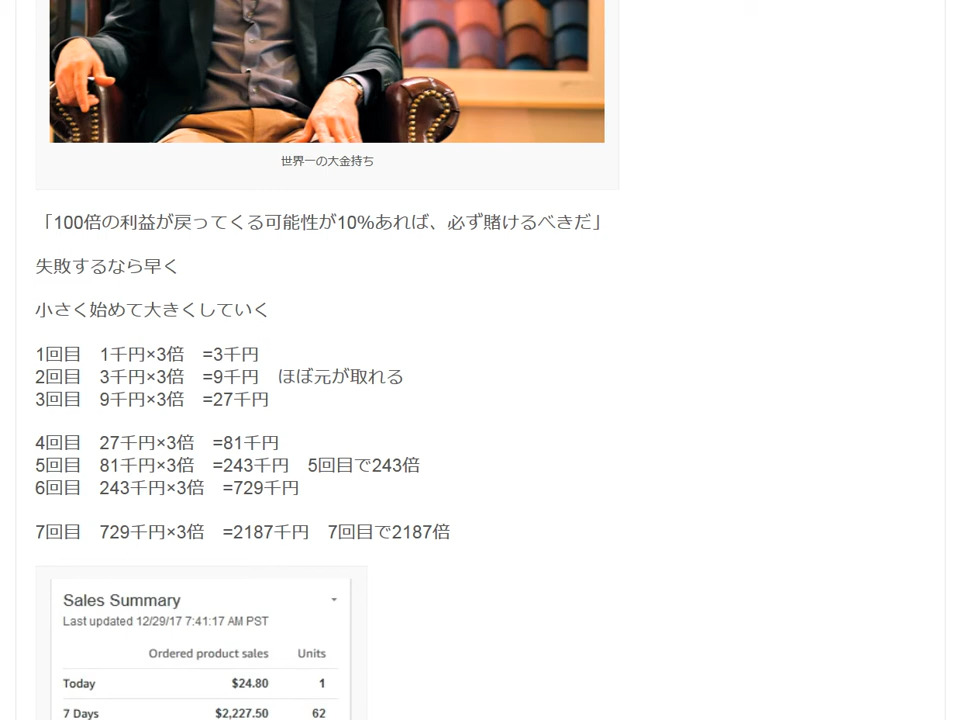 世界一の大金持ち
「100倍の利益が戻ってくる可能性が10%あれば、必ず賭けるべきだ」
失敗するなら早く
小さく始めて大きくしていく
1回目　1千円×3倍　=3千円
2回目　3千円×3倍　=9千円　ほぼ元が取れる
3回目　9千円×3倍　=27千円
4回目　27千円×3倍　=81千円
5回目　81千円×3倍　=243千円　5回目で243倍
6回目　243千円×3倍　=729千円
7回目　729千円×3倍　=2187千円　7回目で2187倍
Sales Summary
Last updated 12/29/17 7:41:17 AM PST
Ordered product sales Units
Today $24.80 1
7 Days $2,227.50 62